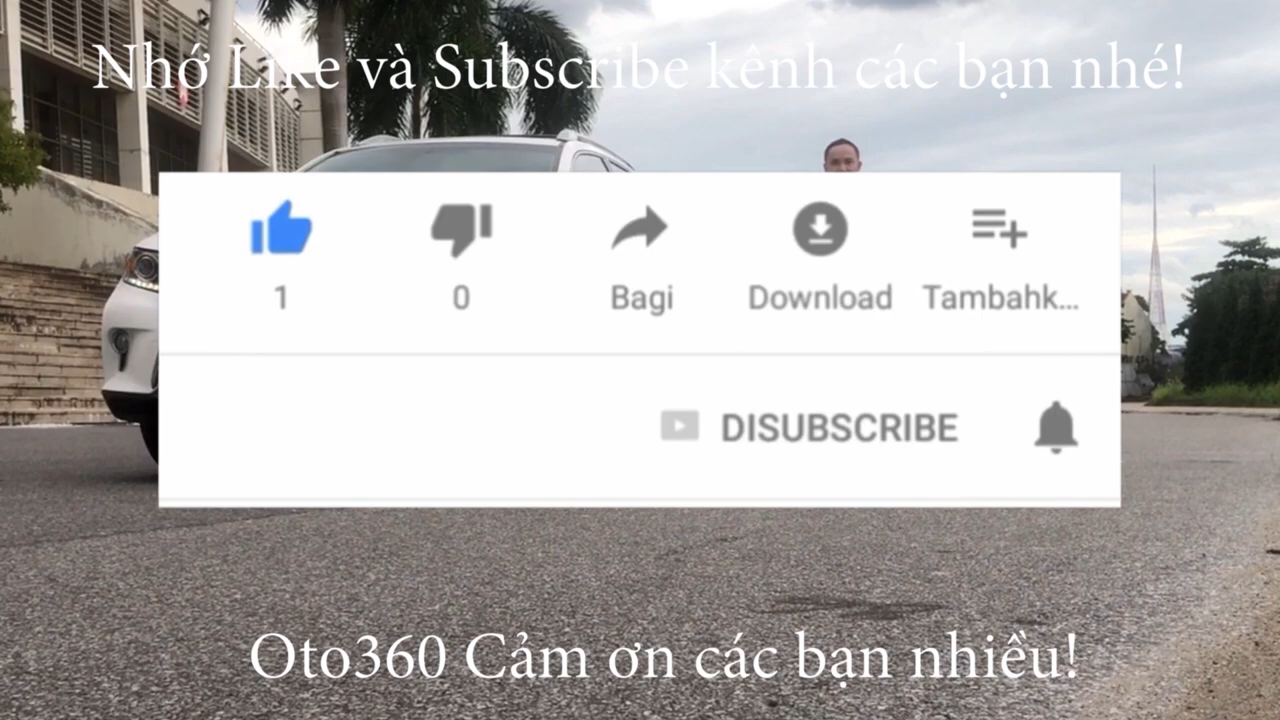 Nhớ Like và Subscribe kênh các bạn nhé!
1 0 Bagi Download Tambahk...
DISUBSCRIBE
Oto360 Cảm ơn các bạn nhiều!